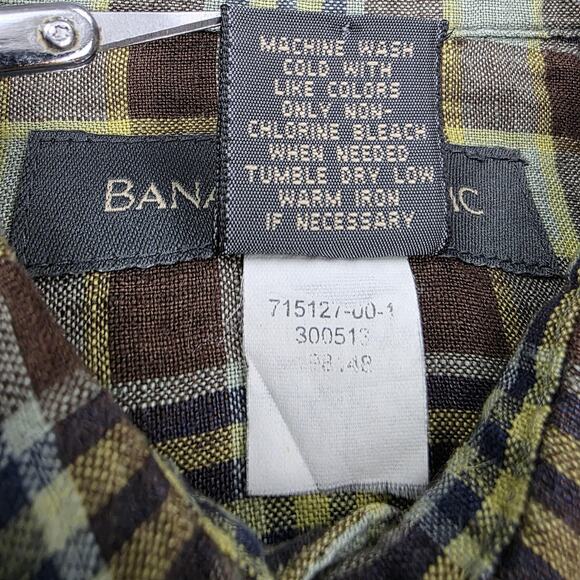 MACHINE WASH
COLD WITH
LIKE COLORS
ONLY NON-
CHLORINE BLEACH
WHEN NEEDED
TUMBLE DRY LOW
WARM IRON
IF NECESSARY
BANA IC
715127-00-1
300513